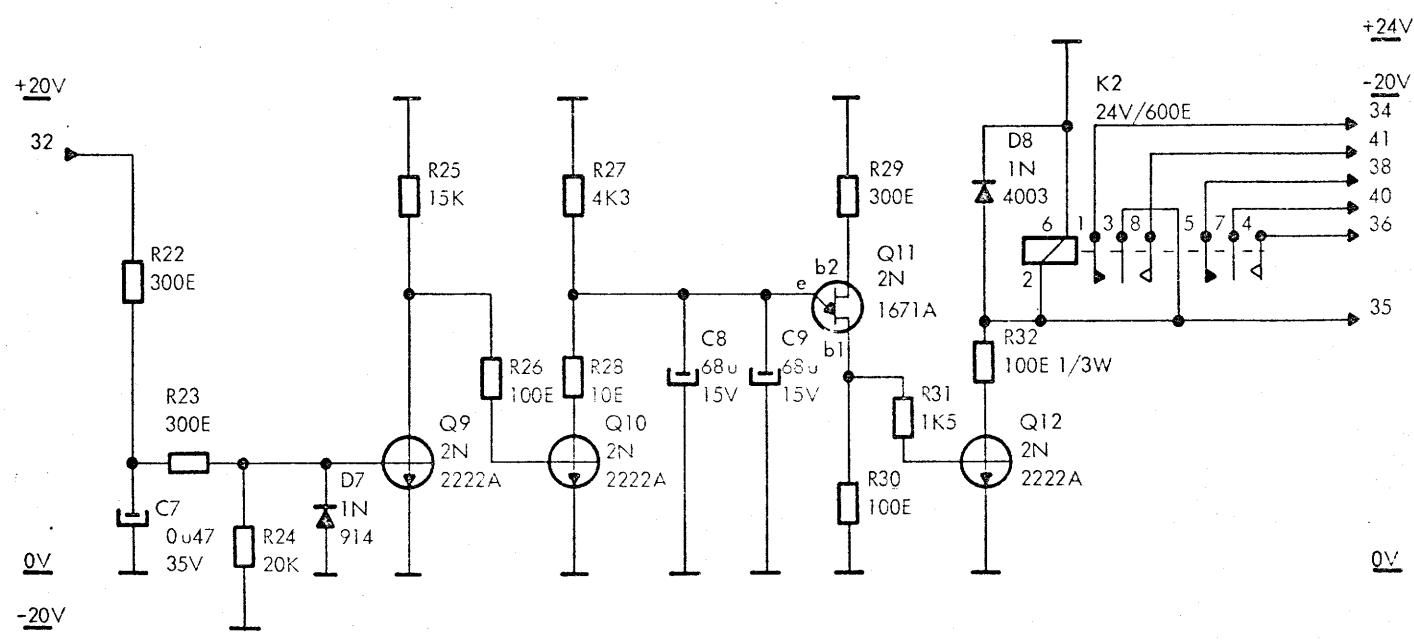 +20V
32
R22
300E
R23
300E
C7
0u47
35V
R24
20K
D7
1N
914
0V
-20V
R25
15K
Q9
2N
2222A
R26
100E
R27
4K3
R28
10E
Q10
2N
2222A
C8
68u
15V
C9
68u
15V
R29
300E
b2
e
b1
Q11
2N
1671A
R31
1K5
R30
100E
D8
1N
4003
R32
100E 1/3W
Q12
2N
2222A
K2
24V/600E
6
2
1
3
8
5
7
4
+24V
-20V
34
41
38
40
36
35
0V